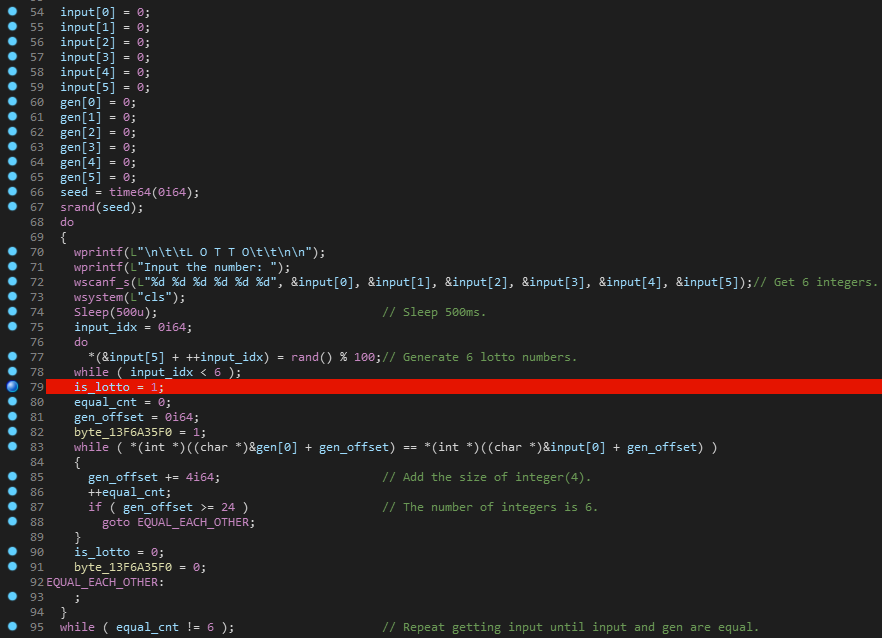 54 input[0] = 0;
55 input[1] = 0;
56 input[2] = 0;
57 input[3] = 0;
58 input[4] = 0;
59 input[5] = 0;
60 gen[0] = 0;
61 gen[1] = 0;
62 gen[2] = 0;
63 gen[3] = 0;
64 gen[4] = 0;
65 gen[5] = 0;
66 seed = time64(0i64);
67 srand(seed);
68 do
69 {
70 wprintf(L"\n\t\tL O T T O\t\t\n\n");
71 wprintf(L"Input the number: ");
72 wscanf_s(L"%d %d %d %d %d %d", &input[0], &input[1], &input[2], &input[3], &input[4], &input[5]);// Get 6 integers.
73 wsystem(L"cls");
74 Sleep(500u); // Sleep 500ms.
75 input_idx = 0i64;
76 do
77 *(&input[5] + ++input_idx) = rand() % 100;// Generate 6 lotto numbers.
78 while ( input_idx < 6 );
79 is_lotto = 1;
80 equal_cnt = 0;
81 gen_offset = 0i64;
82 byte_13F6A35F0 = 1;
83 while ( *(int *)((char *)&gen[0] + gen_offset) == *(int *)((char *)&input[0] + gen_offset) )
84 {
85 gen_offset += 4i64; // Add the size of integer(4).
86 ++equal_cnt;
87 if ( gen_offset >= 24 ) // The number of integers is 6.
88 goto EQUAL_EACH_OTHER;
89 }
90 is_lotto = 0;
91 byte_13F6A35F0 = 0;
92 EQUAL_EACH_OTHER:
93 ;
94 }
95 while ( equal_cnt != 6 ); // Repeat getting input until input and gen are equal.